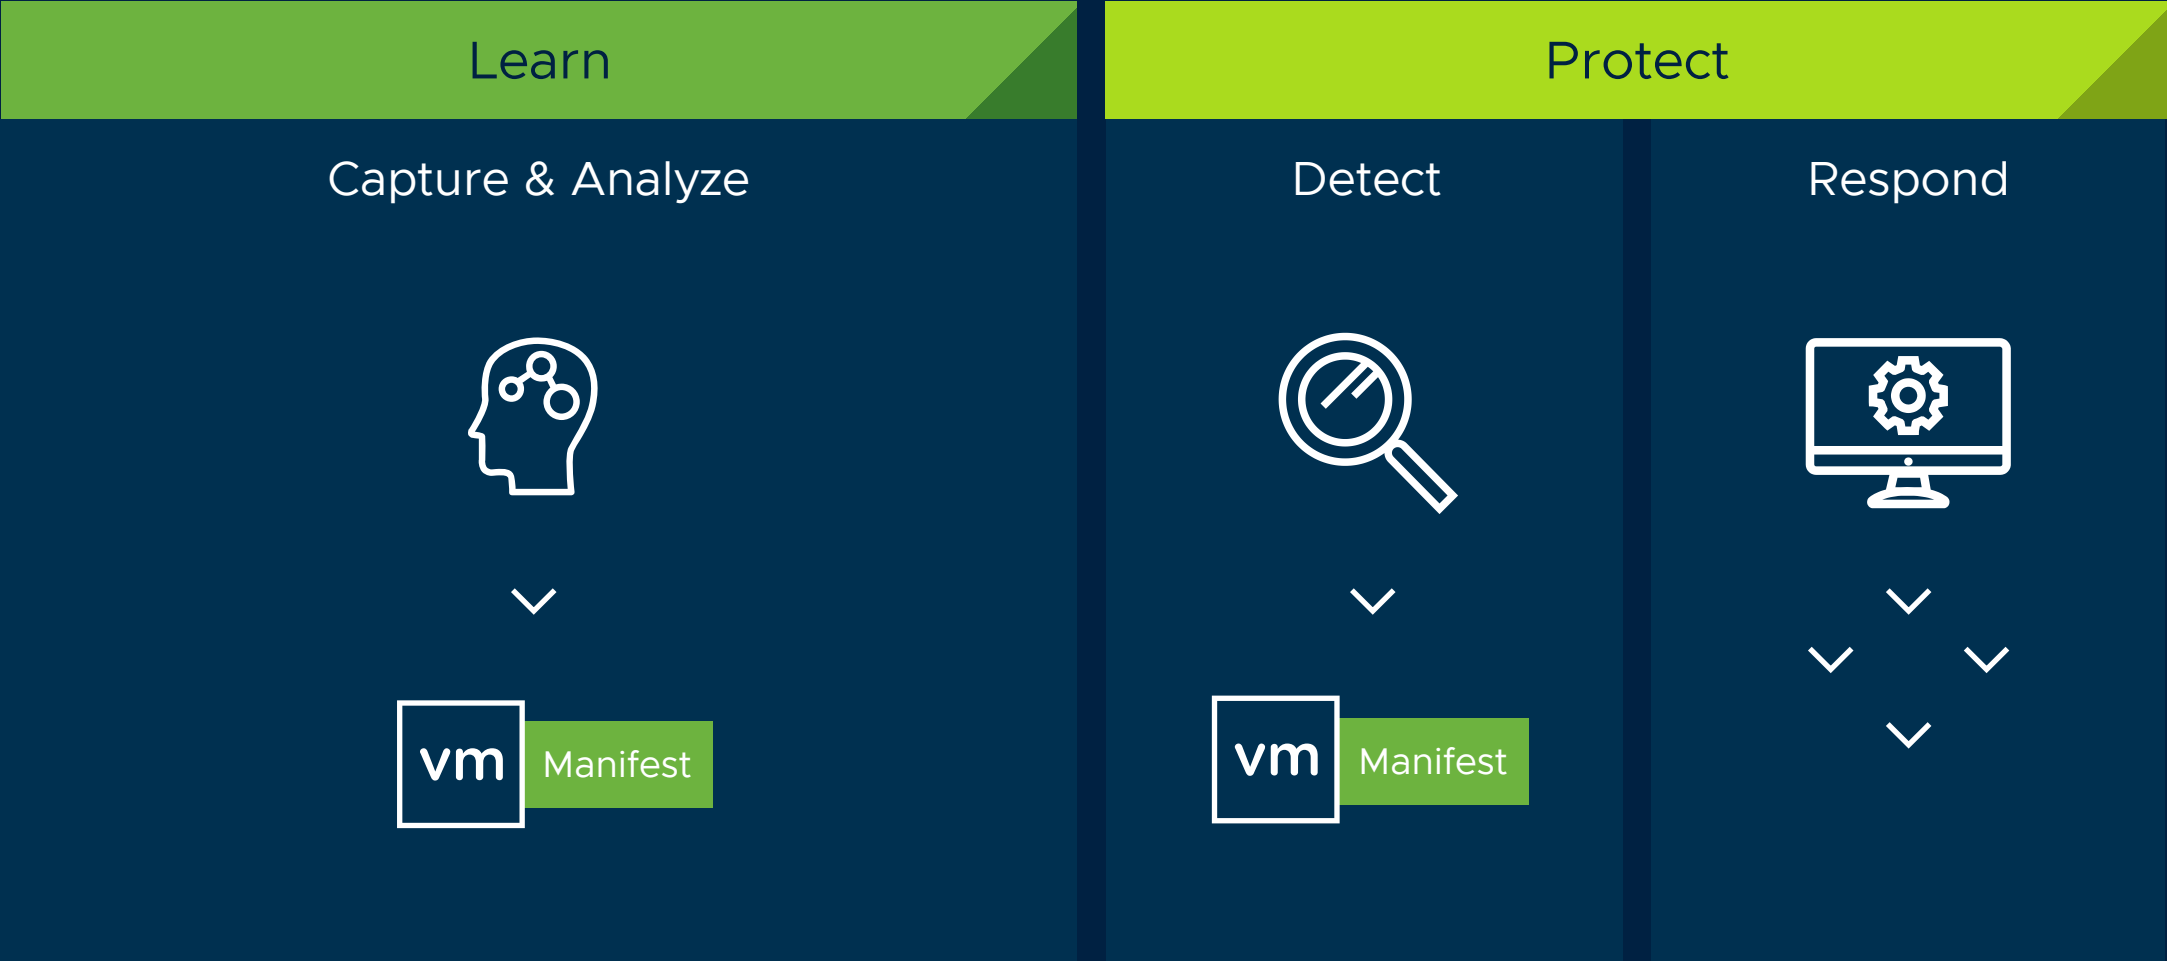 Learn
Protect
Capture & Analyze
Detect
Respond
vm Manifest
vm Manifest